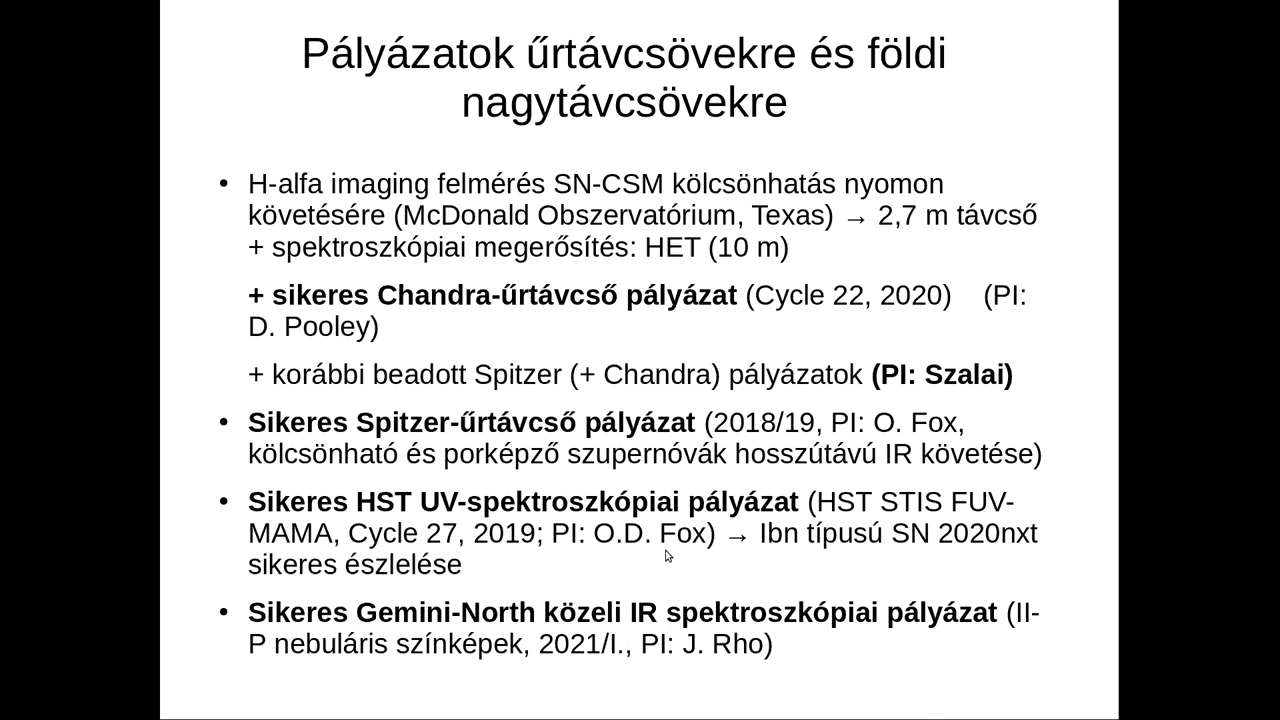 Pályázatok űrtávcsövekre és földi
nagytávcsövekre
• H-alfa imaging felmérés SN-CSM kölcsönhatás nyomon
követésére (McDonald Obszervatórium, Texas) → 2,7 m távcső
+ spektroszkópiai megerősítés: HET (10 m)
+ sikeres Chandra-űrtávcső pályázat (Cycle 22, 2020) (PI:
D. Pooley)
+ korábbi beadott Spitzer (+ Chandra) pályázatok (PI: Szalai)
• Sikeres Spitzer-űrtávcső pályázat (2018/19, PI: O. Fox,
kölcsönható és porképző szupernóvák hosszútávú IR követése)
• Sikeres HST UV-spektroszkópiai pályázat (HST STIS FUV-
MAMA, Cycle 27, 2019; PI: O.D. Fox) → Ibn típusú SN 2020nxt
sikeres észlelése
• Sikeres Gemini-North közeli IR spektroszkópiai pályázat (II-
P nebuláris színképek, 2021/I., PI: J. Rho)